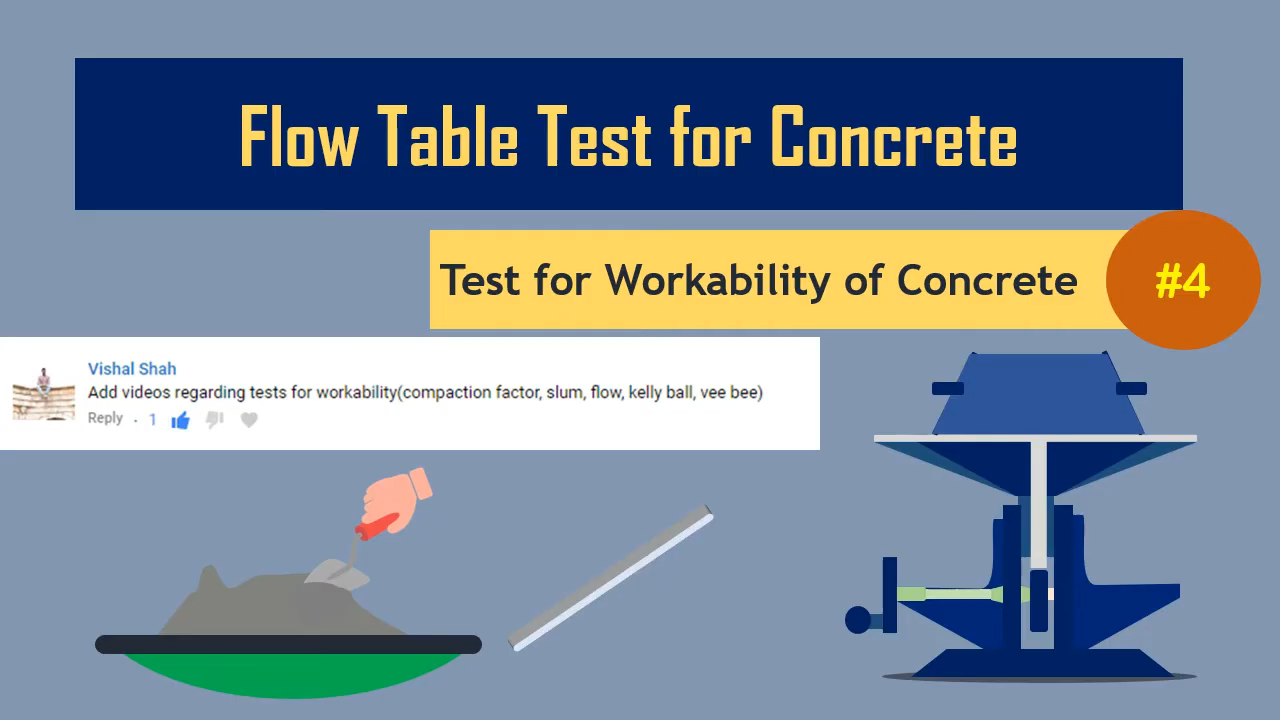 Flow Table Test for Concrete
Test for Workability of Concrete
#4
Vishal Shah
Add videos regarding tests for workability(compaction factor, slum, flow, kelly ball, vee bee)
Reply · 1